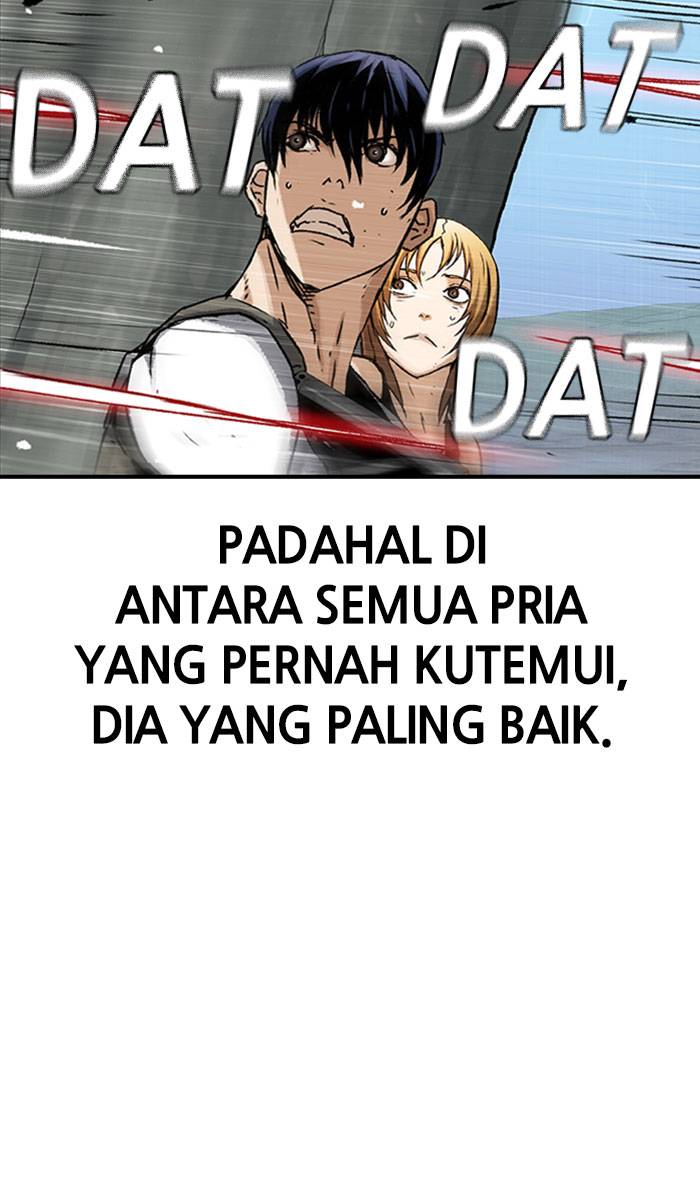 DAT
DAT
DAT
PADAHAL DI
ANTARA SEMUA PRIA
YANG PERNAH KUTEMUI,
DIA YANG PALING BAIK.